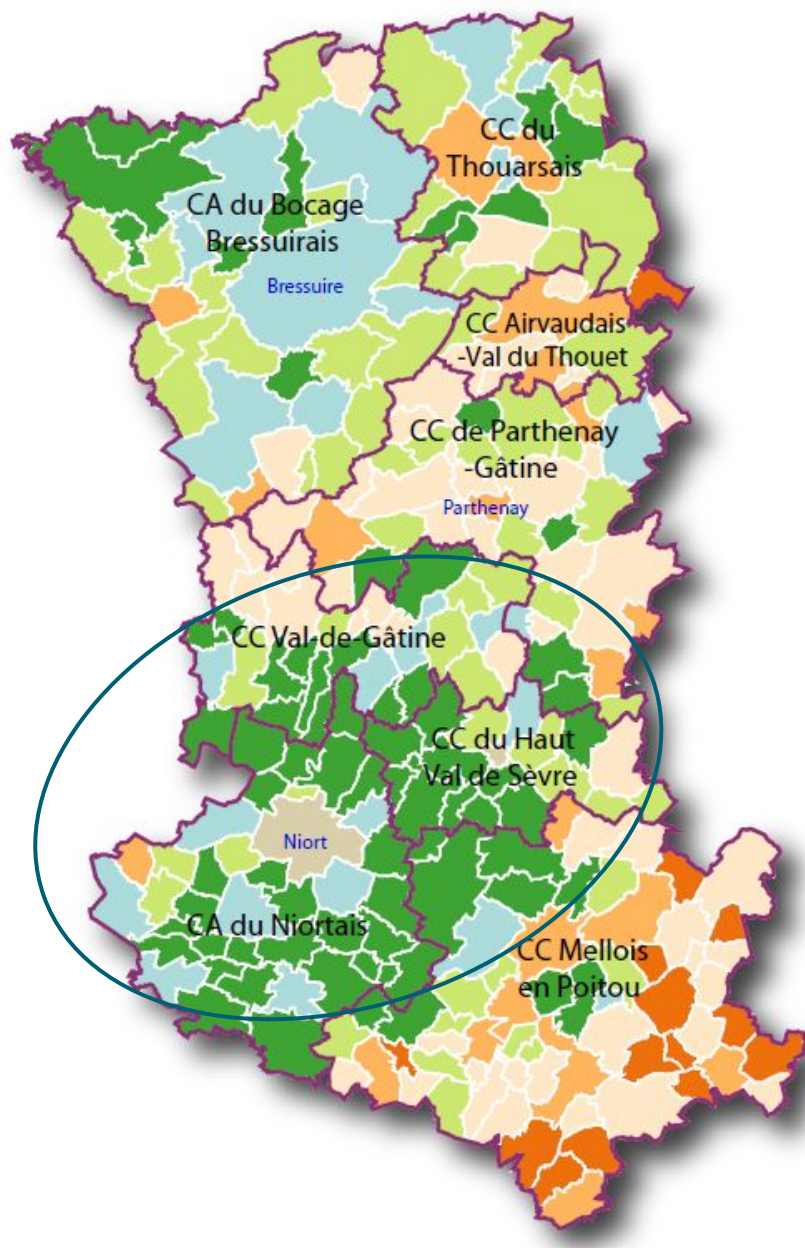 CC du
Thouarsais
CA du Bocage
Bressuirais
Bressuire
CC Airvaudais
-Val du Thouet
CC de Parthenay
-Gâtine
Parthenay
CC Val-de-Gâtine
CC du Haut
Val de Sèvre
Niort
CA du Niortais
CC Mellois
en Poitou